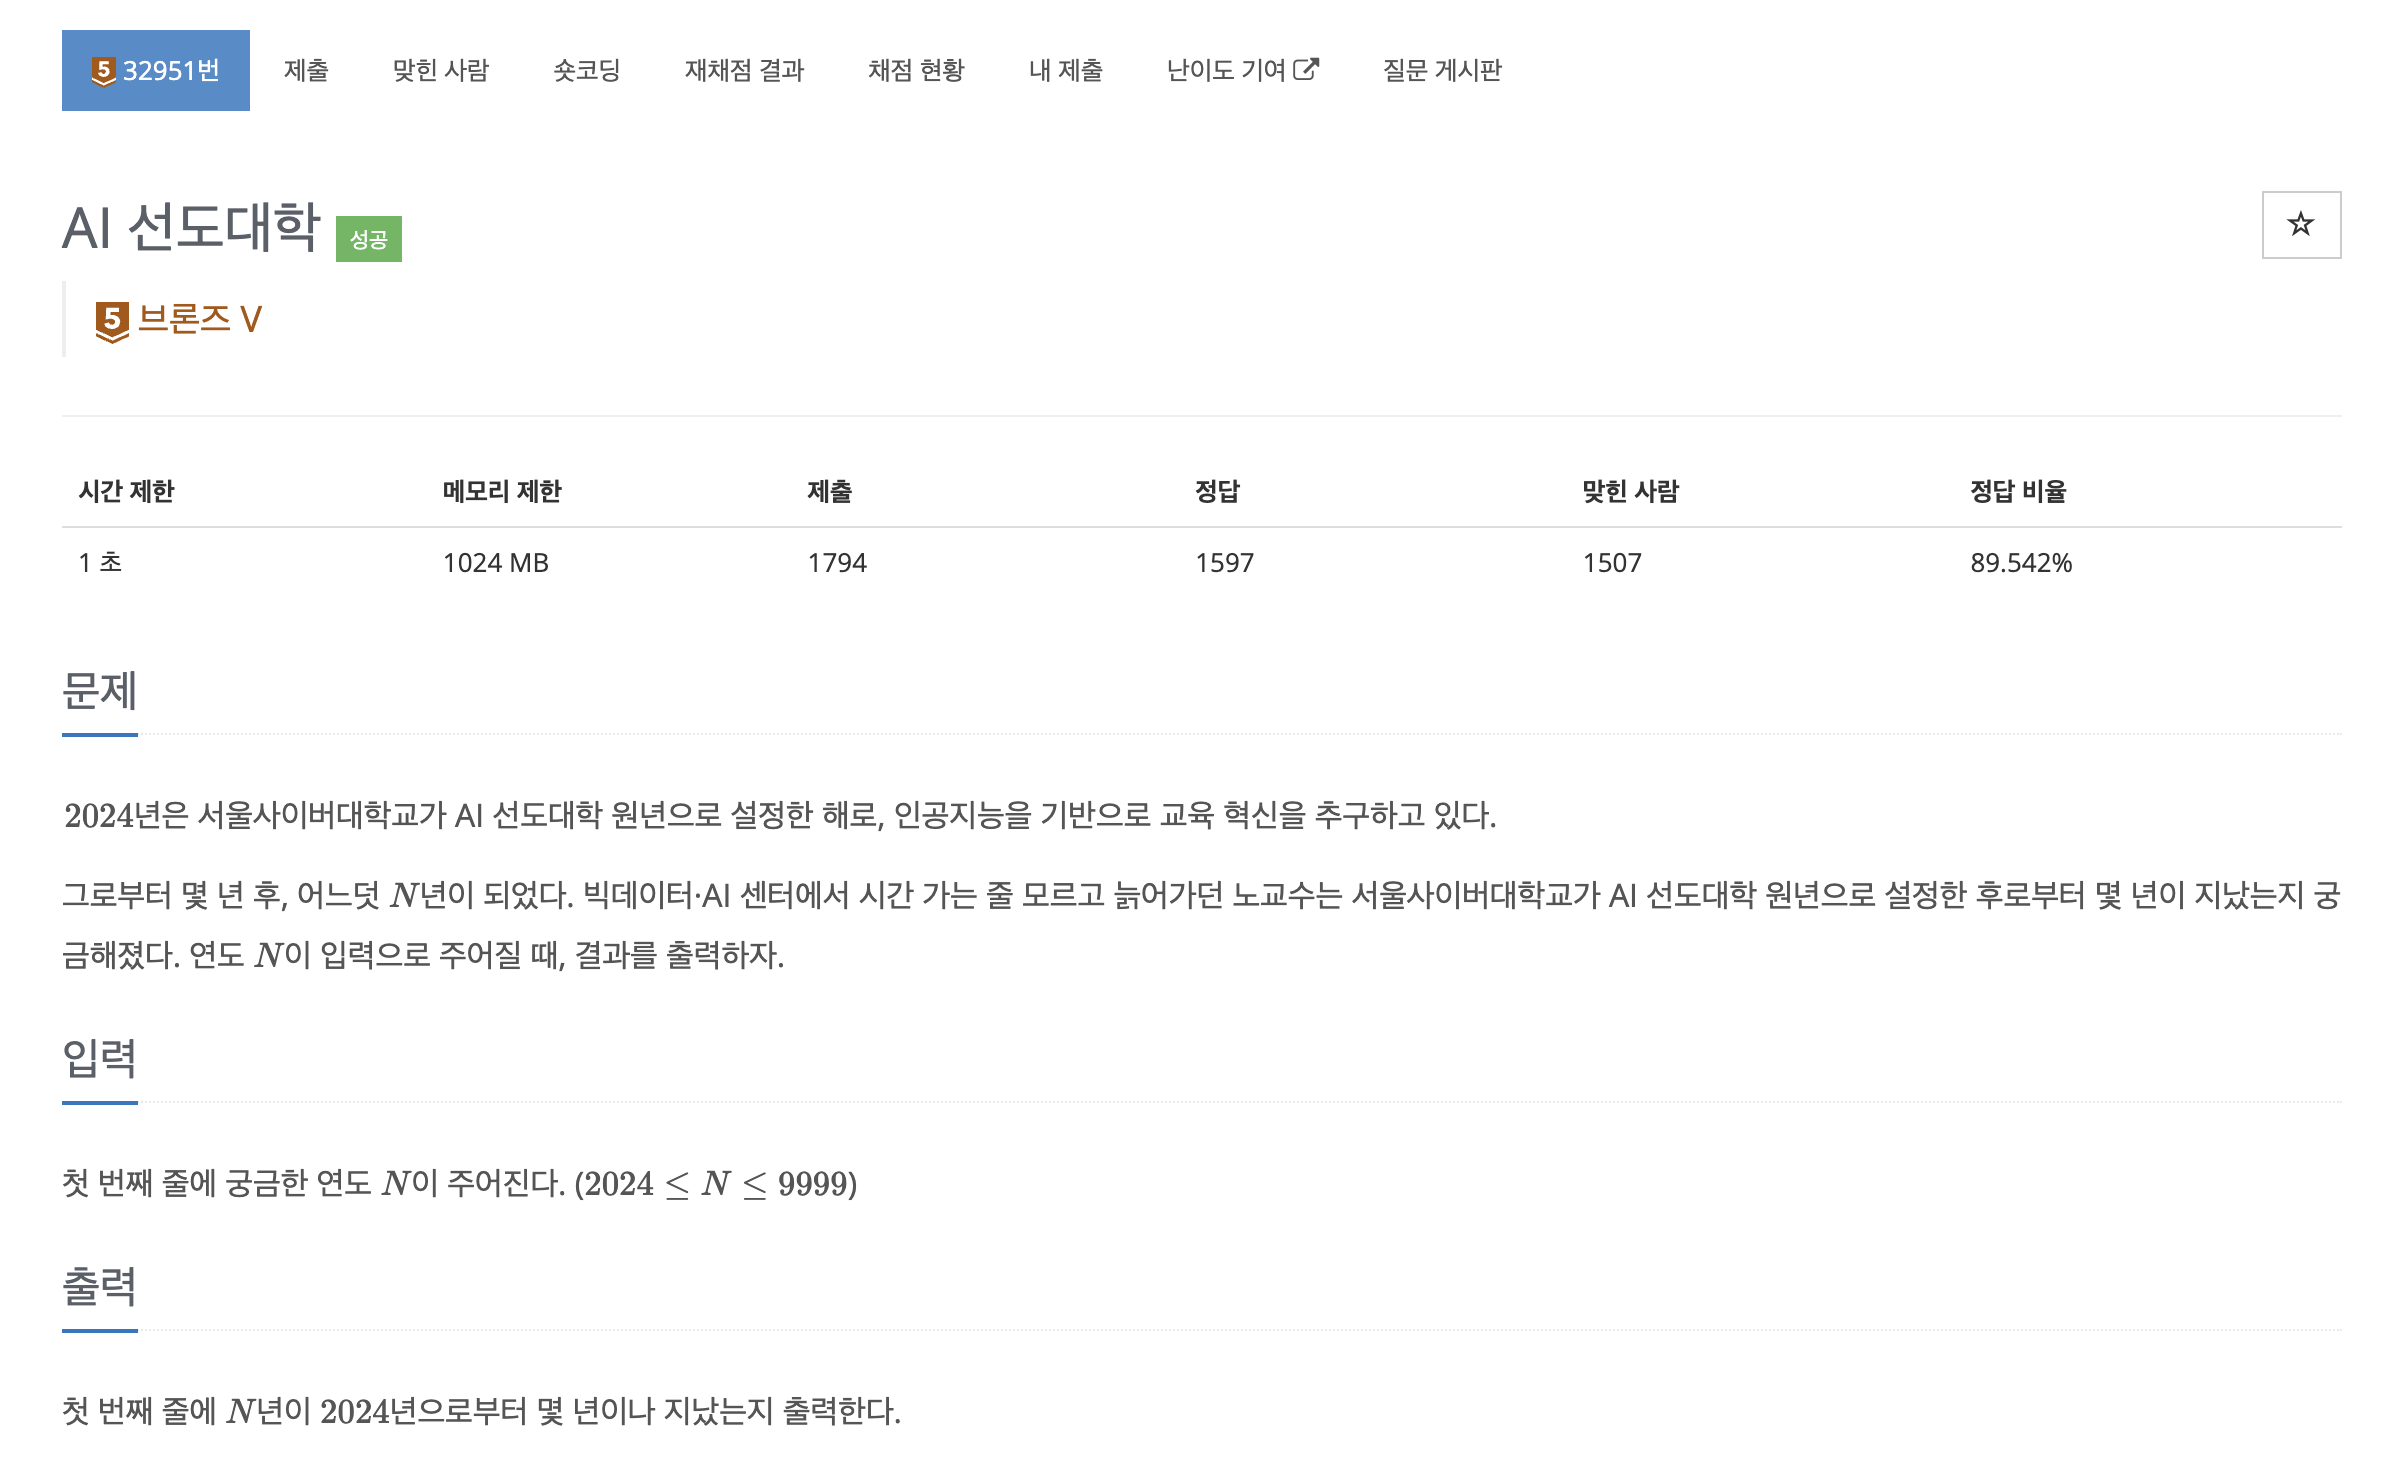 5 32951번 제출 맞힌 사람 숏코딩 재채점 결과 채점 현황 내 제출 난이도 기여 질문 게시판
AI 선도대학 성공
5 브론즈 V
시간 제한 메모리 제한 제출 정답 맞힌 사람 정답 비율
1 초 1024 MB 1794 1597 1507 89.542%
문제
2024년은 서울사이버대학교가 AI 선도대학 원년으로 설정한 해로, 인공지능을 기반으로 교육 혁신을 추구하고 있다.
그로부터 몇 년 후, 어느덧 N년이 되었다. 빅데이터·AI 센터에서 시간 가는 줄 모르고 늙어가던 노교수는 서울사이버대학교가 AI 선도대학 원년으로 설정한 후로부터 몇 년이 지났는지 궁
금해졌다. 연도 N이 입력으로 주어질 때, 결과를 출력하자.
입력
첫 번째 줄에 궁금한 연도 N이 주어진다. (2024 ≤ N ≤ 9999)
출력
첫 번째 줄에 N년이 2024년으로부터 몇 년이나 지났는지 출력한다.